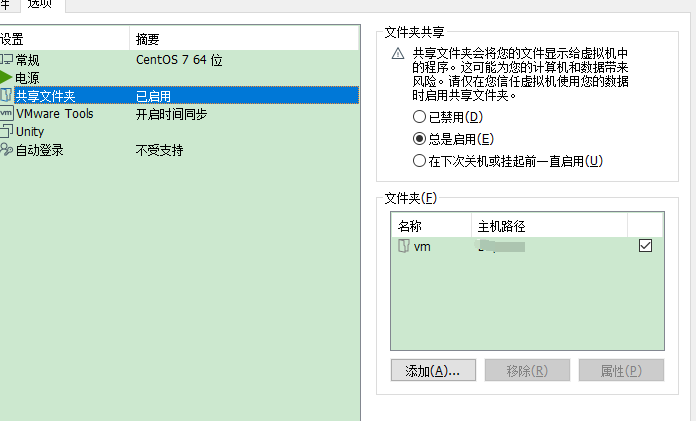 选项
设置 摘要
常规 CentOS 7 64 位
电源
共享文件夹 已启用
VMware Tools 开启时间同步
Unity
自动登录 不受支持
文件夹共享
共享文件夹会将您的文件显示给虚拟机中
的程序。这可能为您的计算机和数据带来
风险。请仅在您信任虚拟机使用您的数据
时启用共享文件夹。
已禁用(D)
总是启用(E)
在下次关机或挂起前一直启用(U)
文件夹(F)
名称 主机路径
vm
添加(A)... 移除(R) 属性(P)